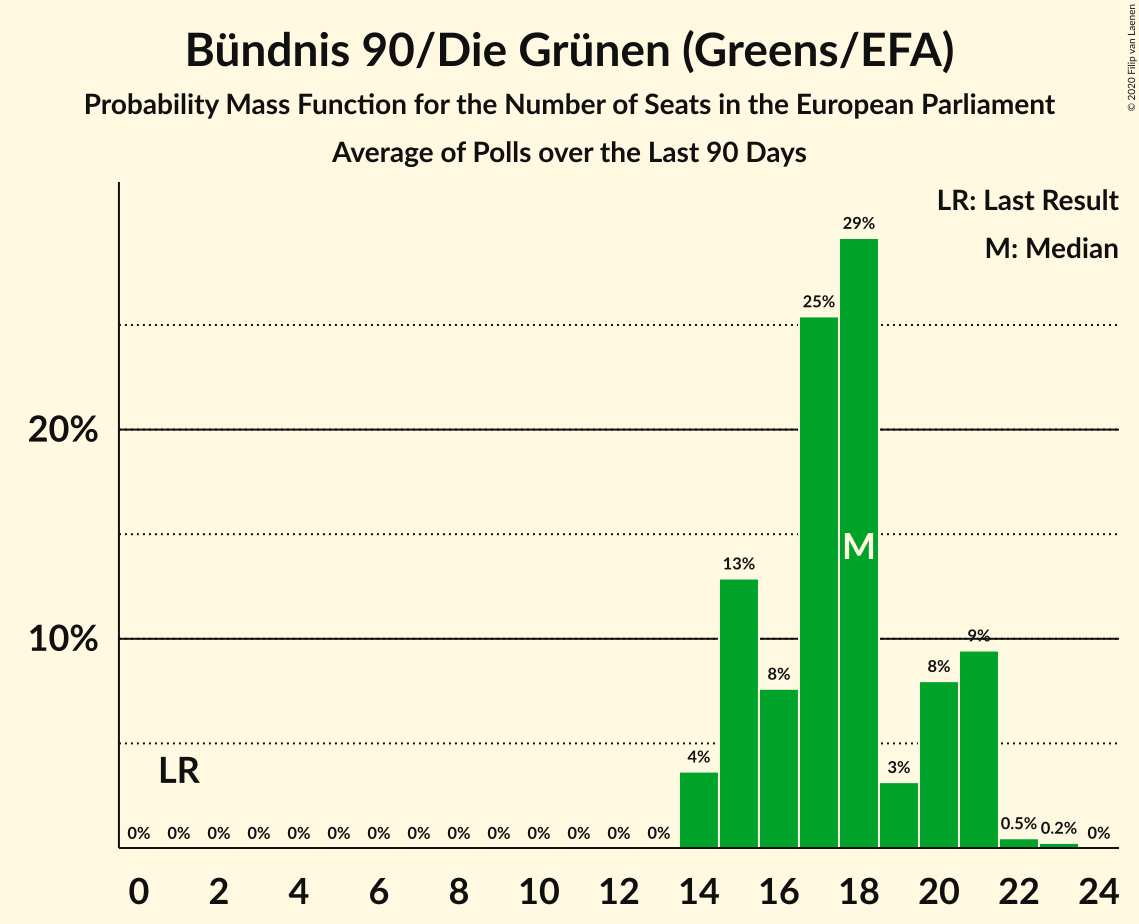 Bündnis 90/Die Grünen (Greens/EFA)
Probability Mass Function for the Number of Seats in the European Parliament
Average of Polls over the Last 90 Days
© 2020 Filip van Laenen
LR: Last Result
M: Median
29%
25%
20%
M
13%
10%
9%
8%
8%
4%
3%
LR
0% 0% 0% 0% 0% 0% 0% 0% 0% 0% 0% 0% 0% 0% 0.5% 0.2% 0%
0 2 4 6 8 10 12 14 16 18 20 22 24